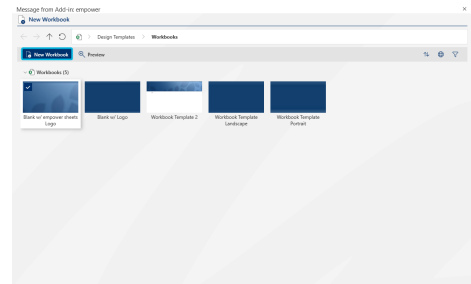 Message from Add-in: empower
New Workbook
Design Templates > Workbooks
New Workbook Preview
Workbooks (5)
Blank w/ empower sheets Logo
Blank w/ Logo
Workbook Template 2
Workbook Template Landscape
Workbook Template Portrait